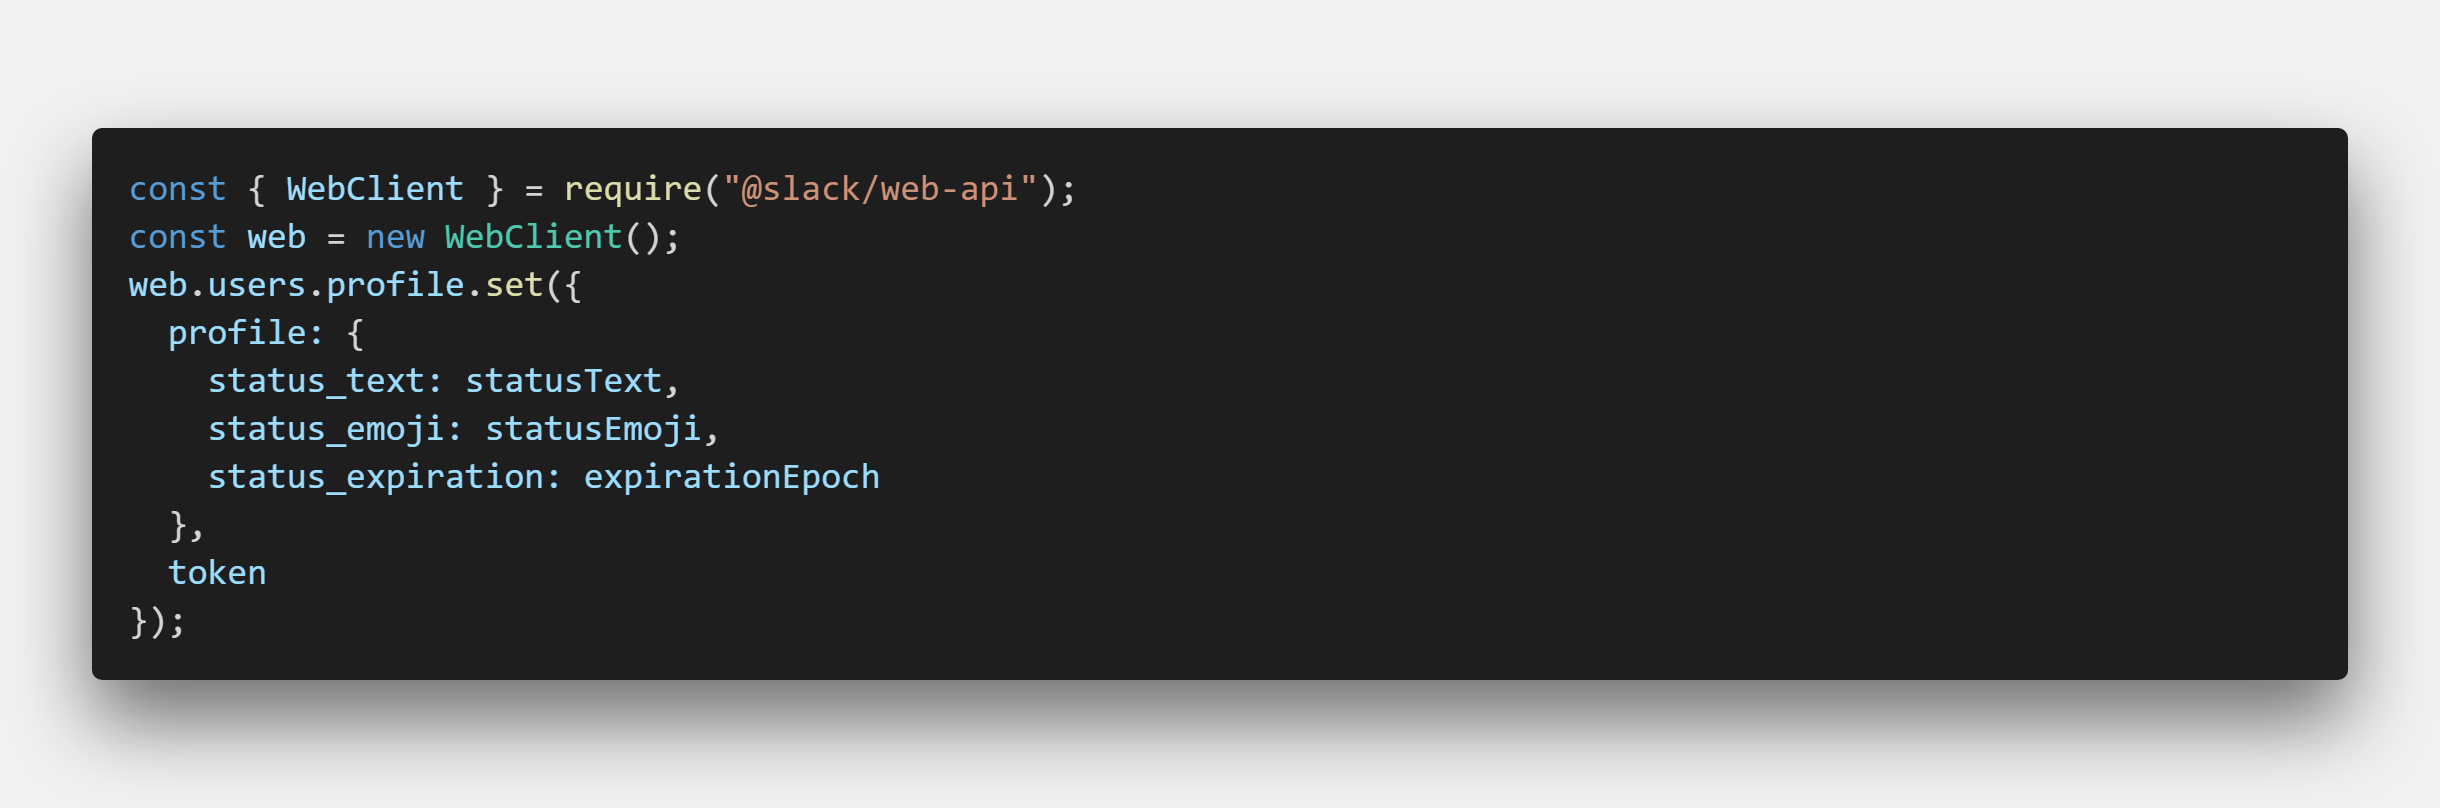 const { WebClient } = require("@slack/web-api");
const web = new WebClient();
web.users.profile.set({
  profile: {
    status_text: statusText,
    status_emoji: statusEmoji,
    status_expiration: expirationEpoch
  },
  token
});